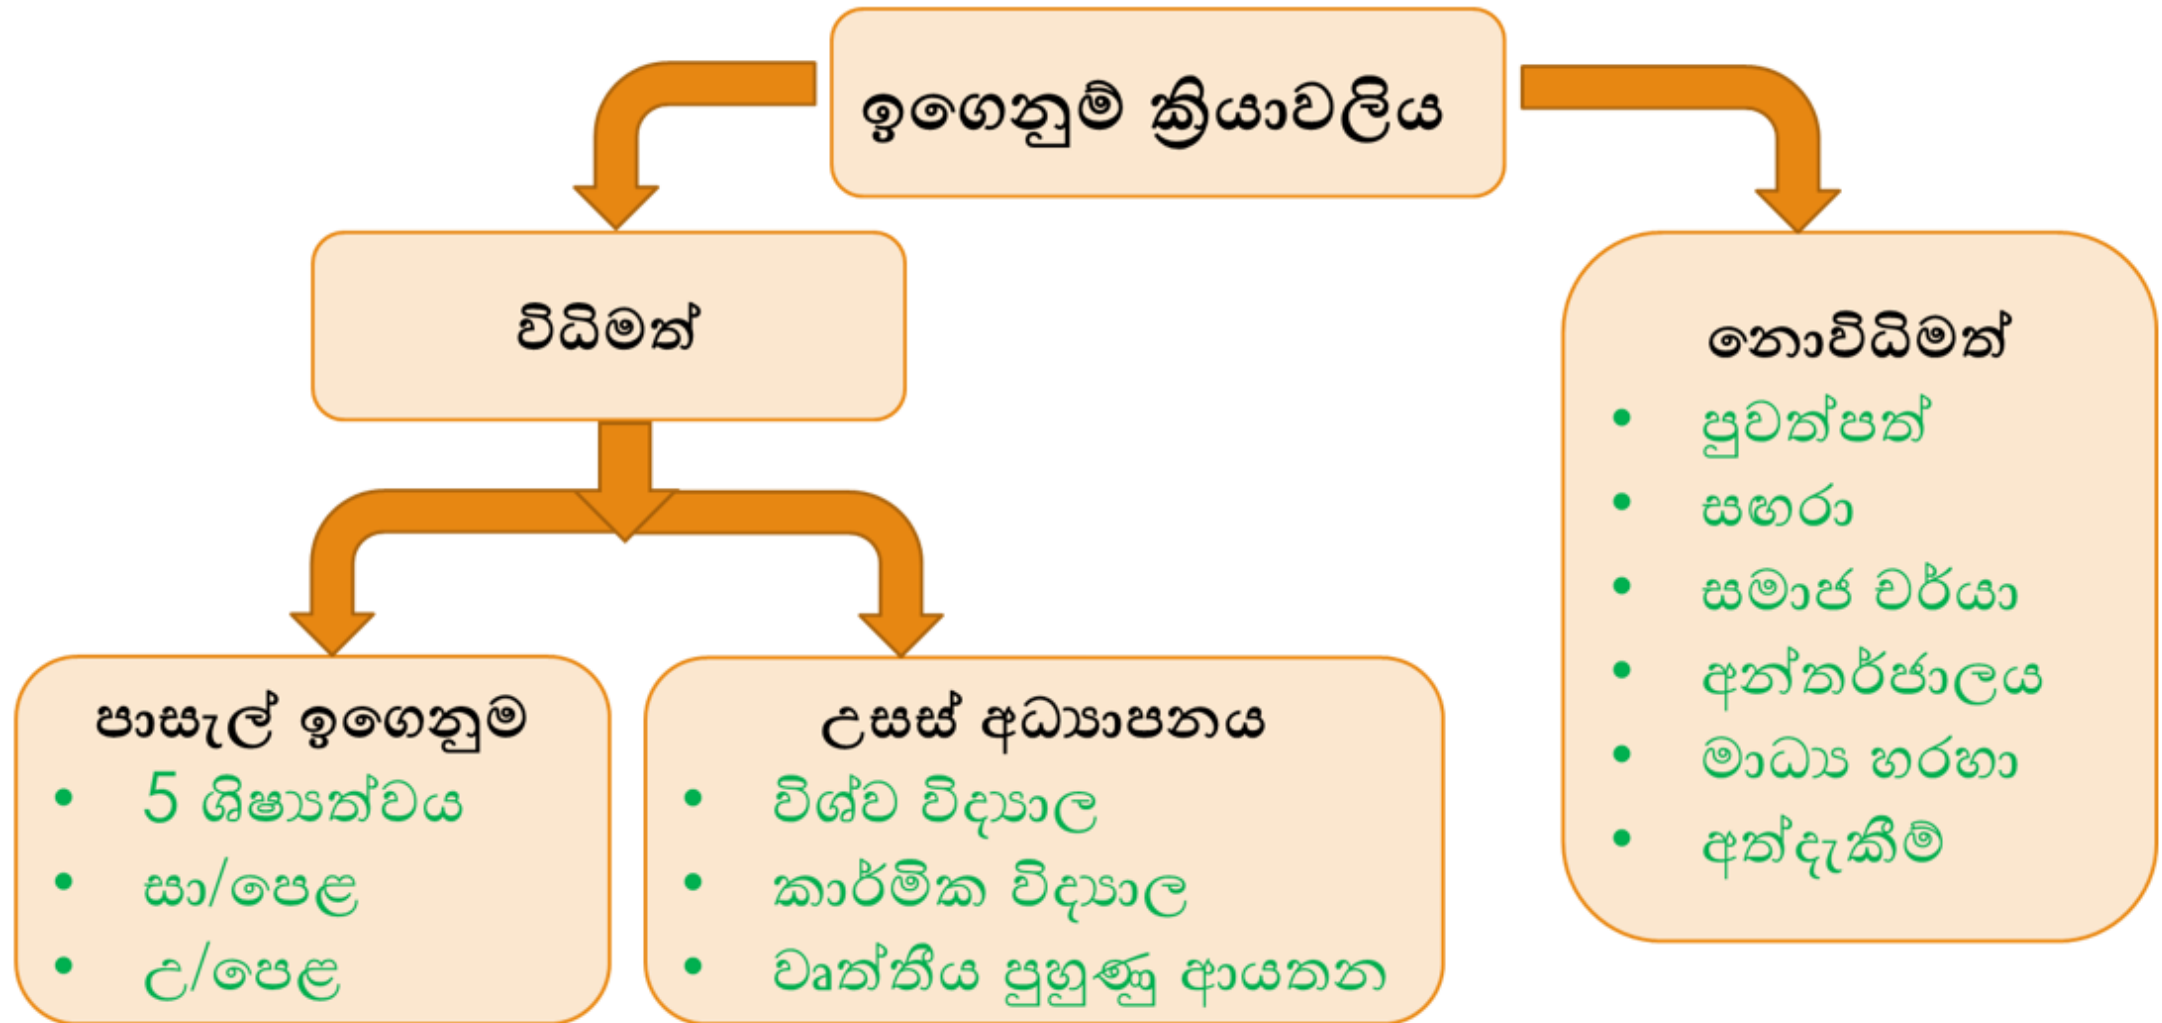 ඉගෙනුම් ක්‍රියාවලිය
විධිමත්
පාසැල් ඉගෙනුම
• 5 ශිෂ්‍යත්වය
• සා/පෙළ
• උ/පෙළ
උසස් අධ්‍යාපනය
• විශ්ව විද්‍යාල
• කාර්මික විද්‍යාල
• වෘත්තීය පුහුණු ආයතන
නොවිධිමත්
• පුවත්පත්
• සඟරා
• සමාජ චර්යා
• අන්තර්ජාලය
• මාධ්‍ය හරහා
• අත්දැකීම්